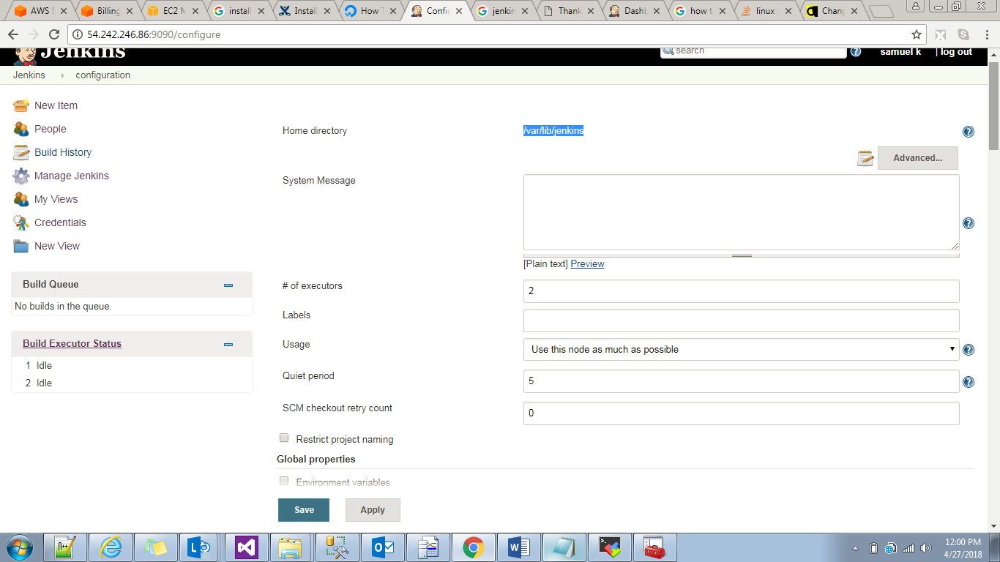 AWS
Billing
EC2 M
install
Install
How T
Config
jenkin
Thank
Dashb
how t
linux
Chang
54.242.246.86:9090/configure
Jenkins
search
samuel k
log out
Jenkins
configuration
New Item
People
Build History
Manage Jenkins
My Views
Credentials
New View
Build Queue
No builds in the queue.
Build Executor Status
1 Idle
2 Idle
Home directory
/var/lib/jenkins
Advanced...
System Message
[Plain text] Preview
# of executors
2
Labels
Usage
Use this node as much as possible
Quiet period
5
SCM checkout retry count
0
Restrict project naming
Global properties
Environment variables
Save
Apply
12:00 PM
4/27/2018